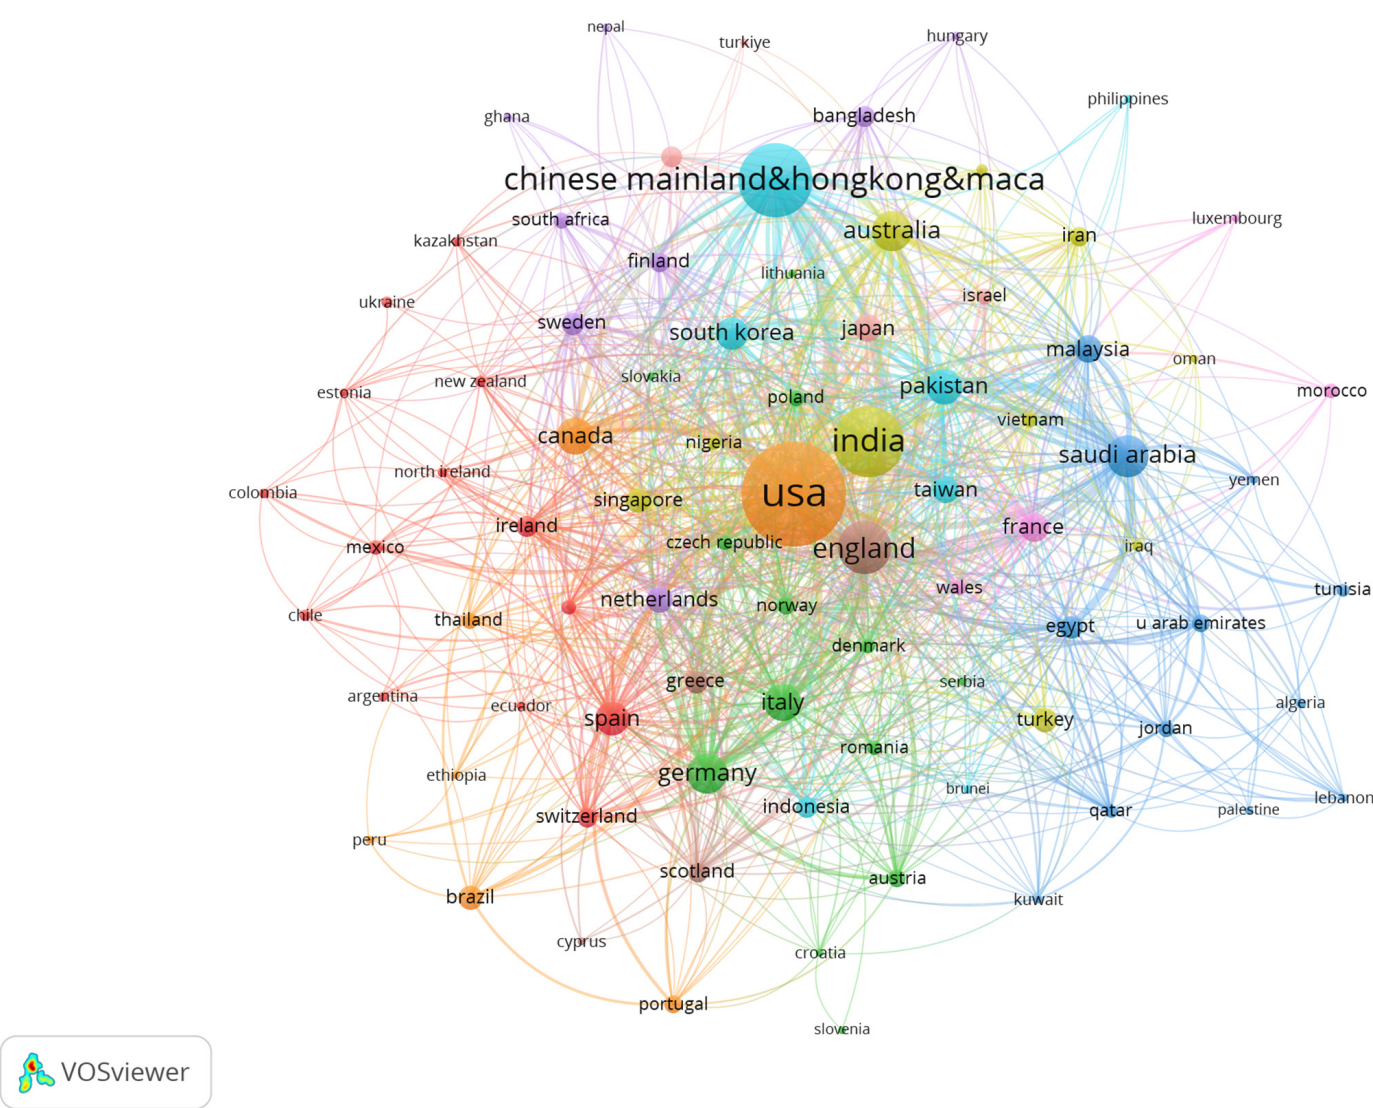 nepal
turkiye
hungary
philippines
ghana
bangladesh
chinese mainland&hongkong&maca
south africa
luxembourg
kazakhstan
australia
iran
finland
lithuania
israel
ukraine
sweden
south korea
japan
malaysia
oman
new zealand
slovakia
pakistan
estonia
poland
morocco
vietnam
canada
nigeria
india
saudi arabia
north ireland
yemen
colombia
singapore
usa
taiwan
ireland
france
mexico
czech republic
england
iraq
wales
tunisia
netherlands
norway
chile
thailand
egypt
u arab emirates
denmark
greece
serbia
argentina
ecuador
italy
algeria
spain
turkey
jordan
romania
germany
ethiopia
brunei
lebanon
indonesia
switzerland
qatar
palestine
peru
scotland
austria
brazil
kuwait
cyprus
croatia
portugal
slovenia
VOSviewer